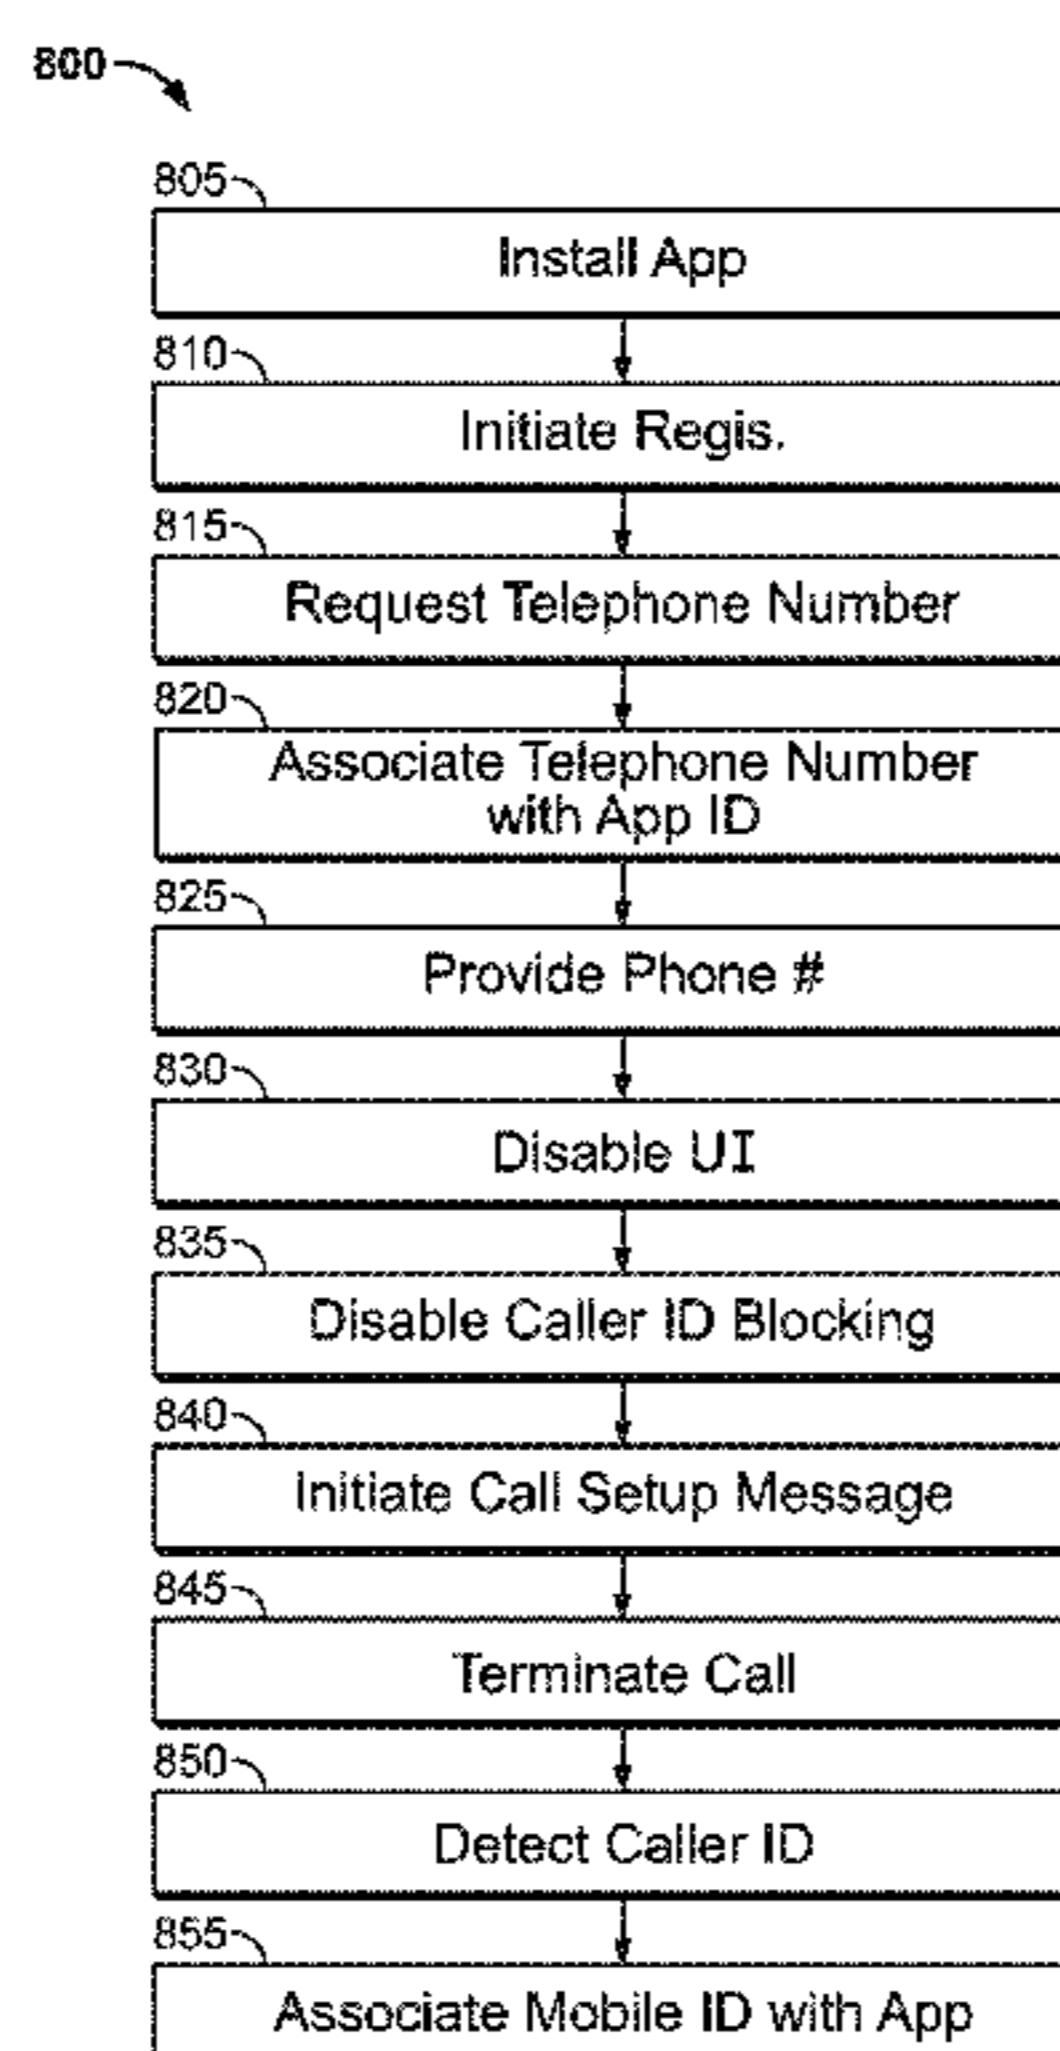 800
805
Install App
810
Initiate Regis.
815
Request Telephone Number
820
Associate Telephone Number
with App ID
825
Provide Phone #
830
Disable UI
835
Disable Caller ID Blocking
840
Initiate Call Setup Message
845
Terminate Call
850
Detect Caller ID
855
Associate Mobile ID with App